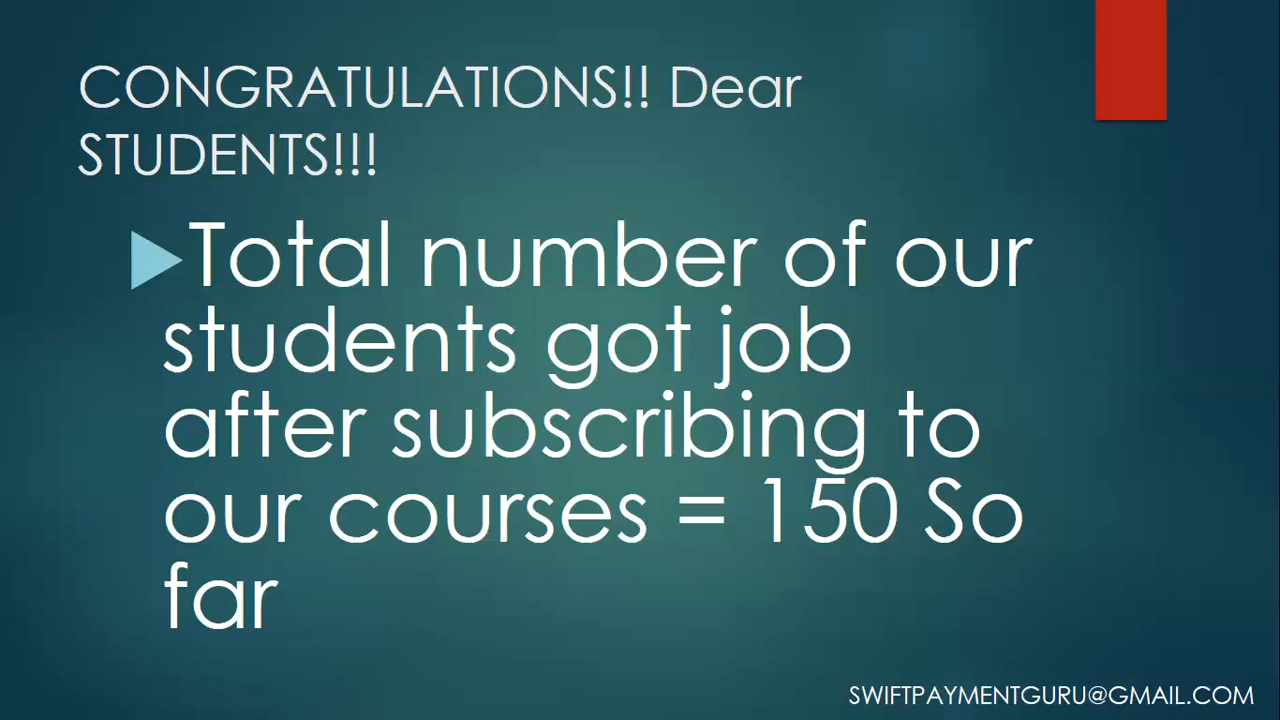 CONGRATULATIONS!! Dear
STUDENTS!!!
Total number of our
students got job
after subscribing to
our courses = 150 So
far
SWIFTPAYMENTGURU@GMAIL.COM